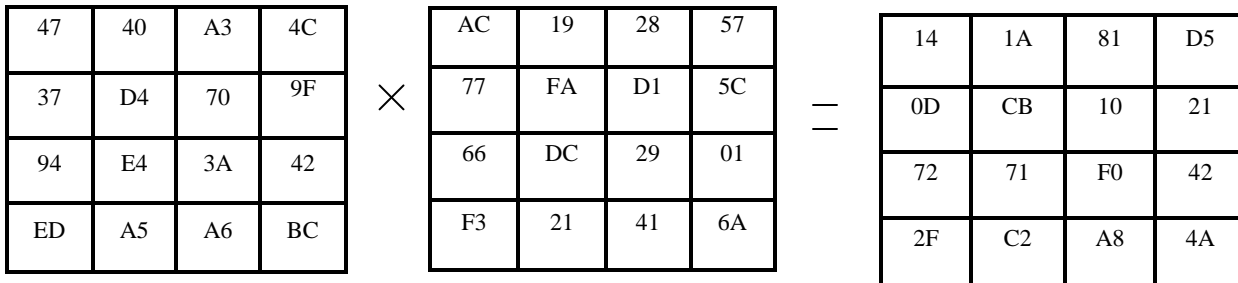 47 40 A3 4C × AC 19 28 57 = 14 1A 81 D5
37 D4 70 9F 77 FA D1 5C 0D CB 10 21
94 E4 3A 42 66 DC 29 01 72 71 F0 42
ED A5 A6 BC F3 21 41 6A 2F C2 A8 4A